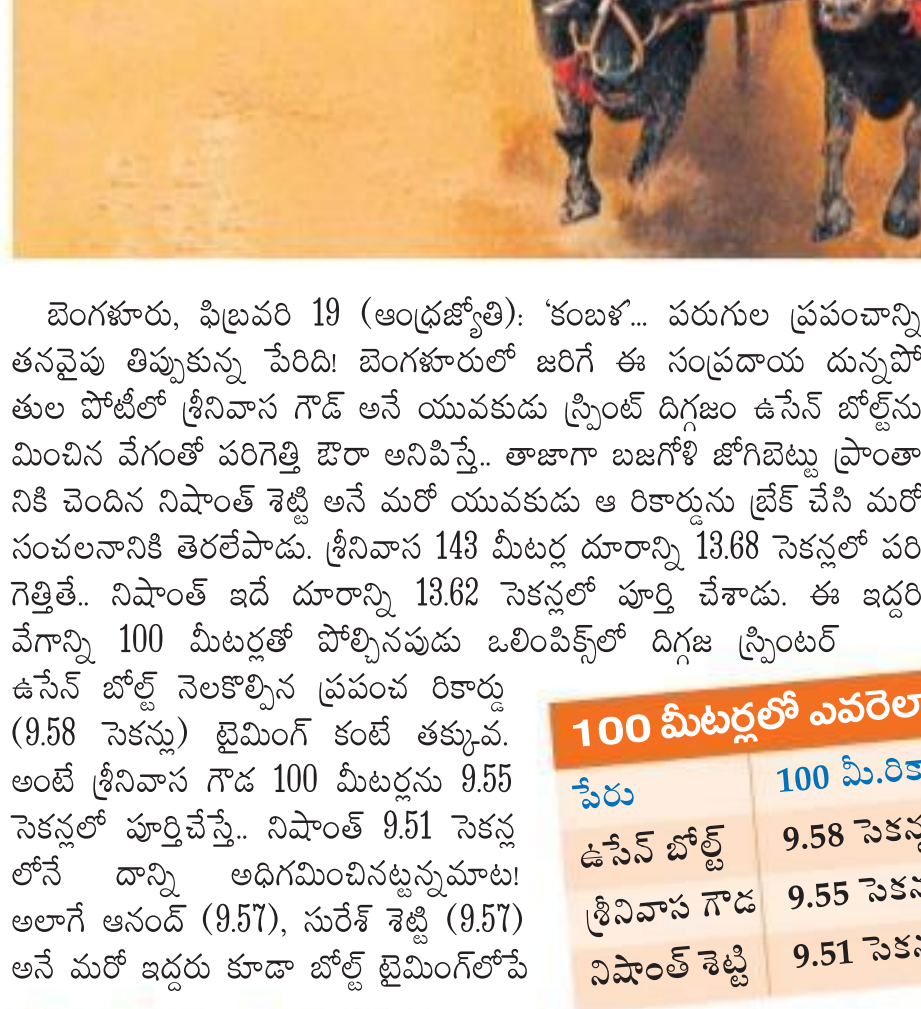 బెంగళూరు, ఫిబ్రవరి 19 (ఆంధ్రజ్యోతి): ‘కంబళ’... పరుగుల ప్రపంచాన్ని
తనవైపు తిప్పుకున్న పేరిది! బెంగళూరులో జరిగే ఈ సంప్రదాయ దున్నపో
తుల పోటీలో శ్రీనివాస గౌడ్ అనే యువకుడు స్ప్రింట్ దిగ్గజం ఉసేన్ బోల్ట్‌ను
మించిన వేగంతో పరిగెత్తి ఔరా అనిపిస్తే.. తాజాగా బజగోళి జోగిబెట్టు ప్రాంతా
నికి చెందిన నిషాంత్ శెట్టి అనే మరో యువకుడు ఆ రికార్డును బ్రేక్ చేసి మరో
సంచలనానికి తెరలేపాడు. శ్రీనివాస 143 మీటర్ల దూరాన్ని 13.68 సెకన్లలో పరి
గెత్తితే.. నిషాంత్ ఇదే దూరాన్ని 13.62 సెకన్లలో పూర్తి చేశాడు. ఈ ఇద్దరి
వేగాన్ని 100 మీటర్లతో పోల్చినపుడు ఒలింపిక్స్‌లో దిగ్గజ స్ప్రింటర్
ఉసేన్ బోల్ట్ నెలకొల్పిన ప్రపంచ రికార్డు
(9.58 సెకన్లు) టైమింగ్ కంటే తక్కువ.
అంటే శ్రీనివాస గౌడ 100 మీటర్లను 9.55
సెకన్లలో పూర్తిచేస్తే.. నిషాంత్ 9.51 సెకన్ల
లోనే దాన్ని అధిగమించినట్టన్నమాట!
అలాగే ఆనంద్ (9.57), సురేశ్ శెట్టి (9.57)
అనే మరో ఇద్దరు కూడా బోల్ట్ టైమింగ్‌లోపే
100 మీటర్లలో ఎవరెలా
పేరు 100 మీ.రికా
ఉసేన్ బోల్ట్ 9.58 సెకన్ల
శ్రీనివాస గౌడ 9.55 సెకన
నిషాంత్ శెట్టి 9.51 సెకన